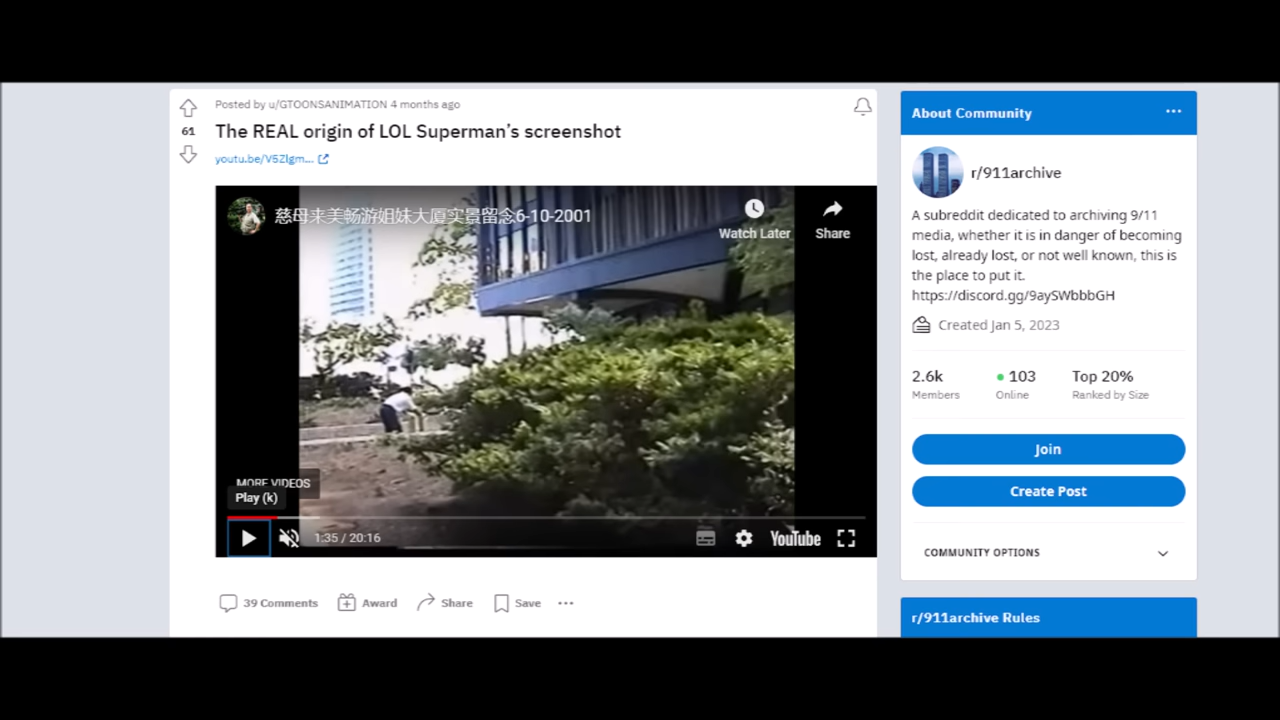 Posted by u/GTOONSANIMATION 4 months ago
61
The REAL origin of LOL Superman's screenshot
youtu.be/V5Zlgm...
慈母来美畅游姐妹大厦实景留念6-10-2001
Watch Later
Share
MORE VIDEOS
Play (k)
1:35 / 20:16
YouTube
39 Comments
Award
Share
Save
About Community
r/911archive
A subreddit dedicated to archiving 9/11
media, whether it is in danger of becoming
lost, already lost, or not well known, this is
the place to put it.
https://discord.gg/9aySWbbbGH
Created Jan 5, 2023
2.6k
Members
103
Online
Top 20%
Ranked by Size
Join
Create Post
COMMUNITY OPTIONS
r/911archive Rules